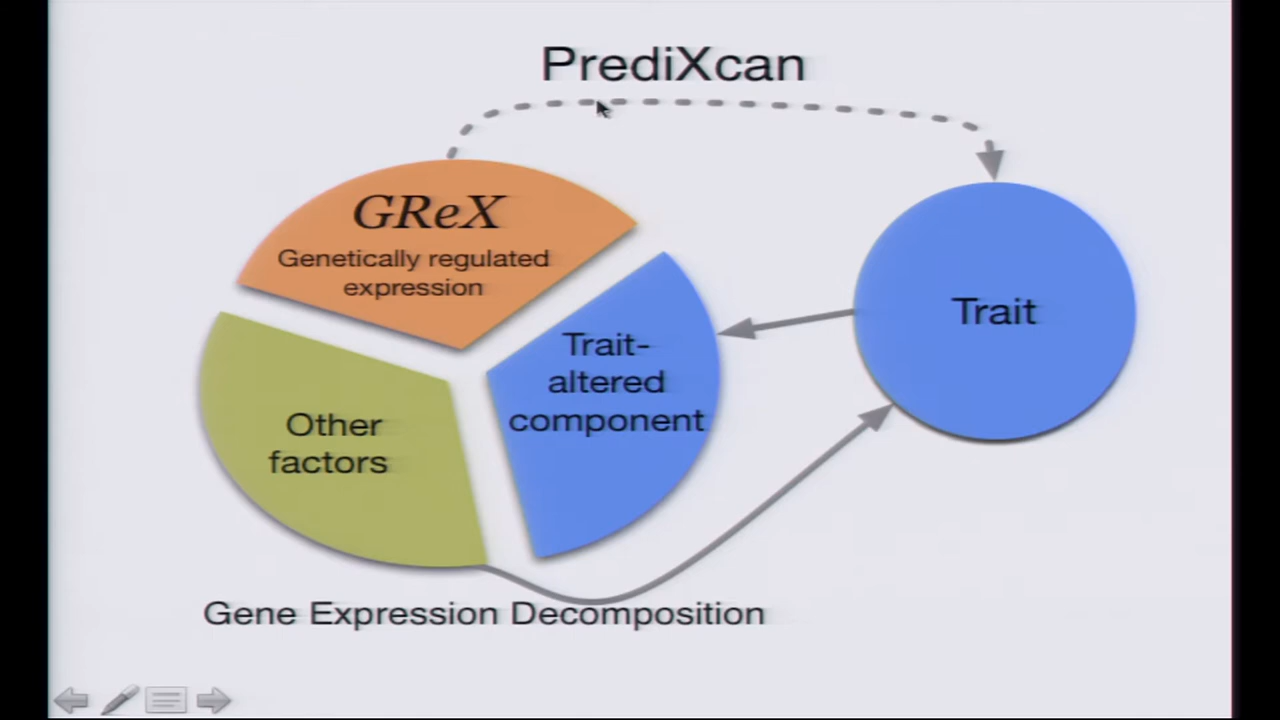 PrediXcan
GReX
Genetically regulated
expression
Trait-
altered
component
Trait
Other
factors
Gene Expression Decomposition